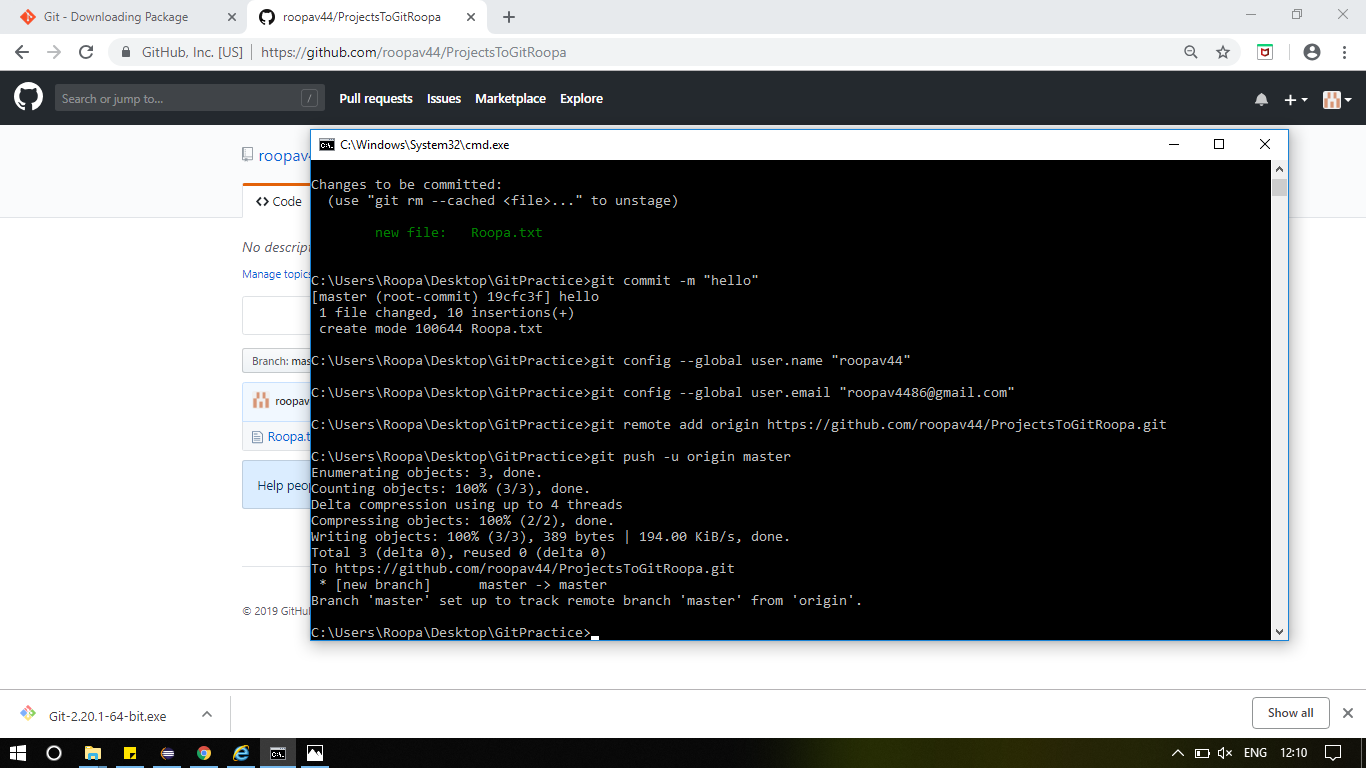 Git - Downloading Package
roopav44/ProjectsToGitRoopa
GitHub, Inc. [US]
https://github.com/roopav44/ProjectsToGitRoopa
Search or jump to...
/
Pull requests Issues Marketplace Explore
roopav4
C:\Windows\System32\cmd.exe
Code
No descrip
Manage topics
Branch: mas
roopav
Roopa.t
Help peo
© 2019 GitHu
Changes to be committed:
(use "git rm --cached <file>..." to unstage)
new file: Roopa.txt
C:\Users\Roopa\Desktop\GitPractice>git commit -m "hello"
[master (root-commit) 19cfc3f] hello
1 file changed, 10 insertions(+)
create mode 100644 Roopa.txt
C:\Users\Roopa\Desktop\GitPractice>git config --global user.name "roopav44"
C:\Users\Roopa\Desktop\GitPractice>git config --global user.email "roopav4486@gmail.com"
C:\Users\Roopa\Desktop\GitPractice>git remote add origin https://github.com/roopav44/ProjectsToGitRoopa.git
C:\Users\Roopa\Desktop\GitPractice>git push -u origin master
Enumerating objects: 3, done.
Counting objects: 100% (3/3), done.
Delta compression using up to 4 threads
Compressing objects: 100% (2/2), done.
Writing objects: 100% (3/3), 389 bytes | 194.00 KiB/s, done.
Total 3 (delta 0), reused 0 (delta 0)
To https://github.com/roopav44/ProjectsToGitRoopa.git
* [new branch] master -> master
Branch 'master' set up to track remote branch 'master' from 'origin'.
C:\Users\Roopa\Desktop\GitPractice>
Git-2.20.1-64-bit.exe
Show all
ENG 12:10